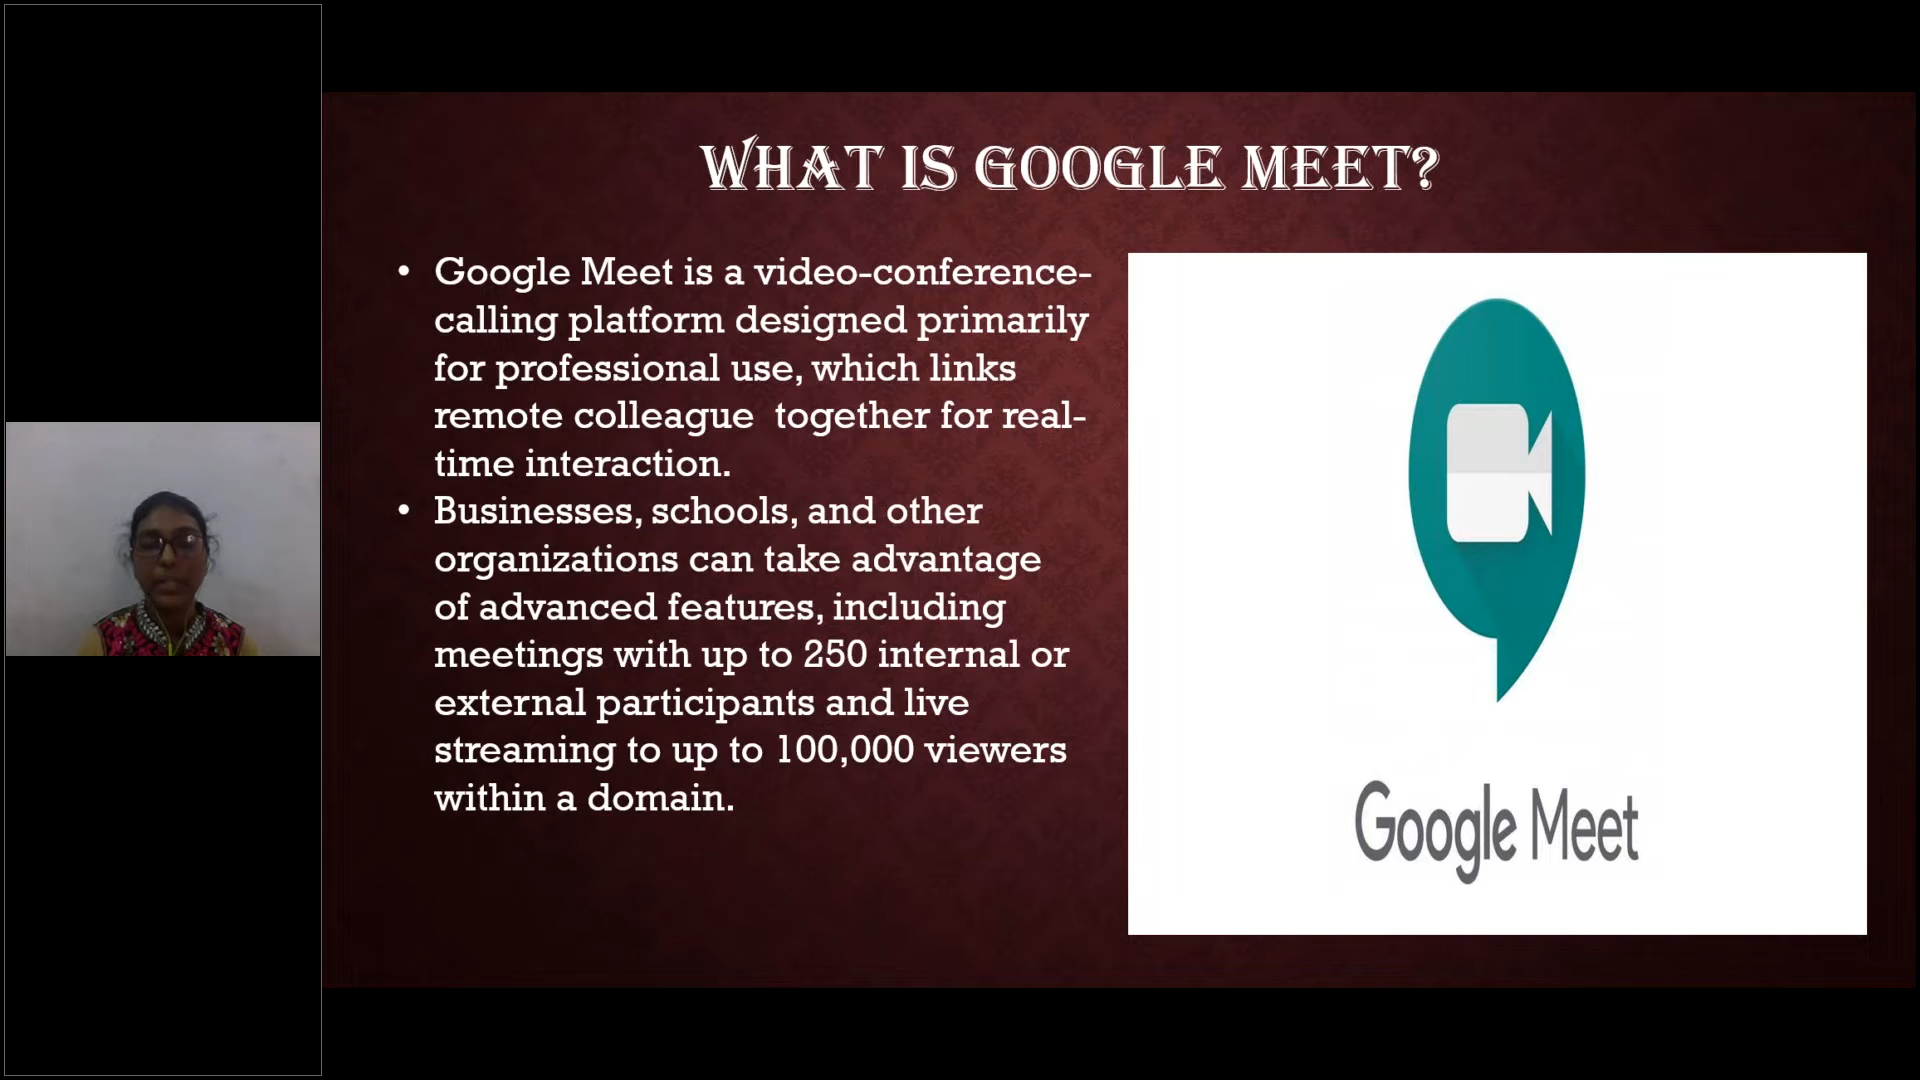 WHAT IS GOOGLE MEET?
• Google Meet is a video-conference-
calling platform designed primarily
for professional use, which links
remote colleague  together for real-
time interaction.
• Businesses, schools, and other
organizations can take advantage
of advanced features, including
meetings with up to 250 internal or
external participants and live
streaming to up to 100,000 viewers
within a domain.
Google Meet